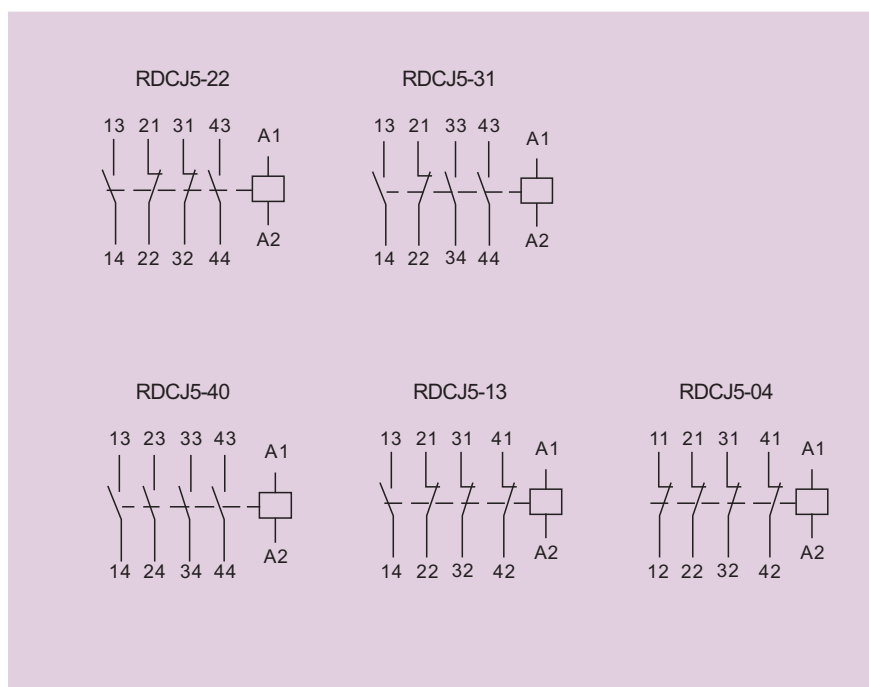 RDCJ5-22
13 21 31 43
A1
A2
14 22 32 44
RDCJ5-31
13 21 33 43
A1
A2
14 22 34 44
RDCJ5-40
13 23 33 43
A1
A2
14 24 34 44
RDCJ5-13
13 21 31 41
A1
A2
14 22 32 42
RDCJ5-04
11 21 31 41
A1
A2
12 22 32 42